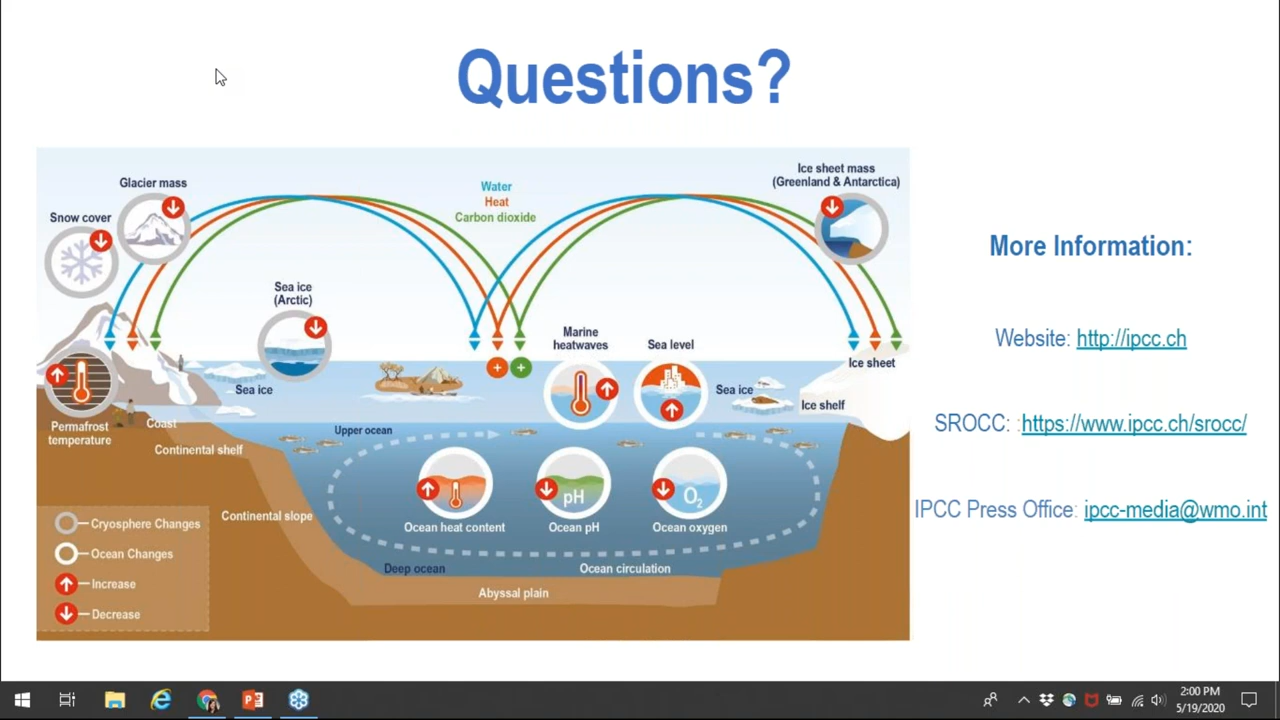 Questions?
Glacier mass
Snow cover
Water
Heat
Carbon dioxide
Ice sheet mass
(Greenland & Antarctica)
Sea ice
(Arctic)
Marine
heatwaves
Sea level
Ice sheet
Sea ice
Sea ice
Ice shelf
Permafrost
temperature
Coast
Upper ocean
Continental shelf
pH
O2
Ocean heat content
Ocean pH
Ocean oxygen
Continental slope
Deep ocean
Ocean circulation
Abyssal plain
Cryosphere Changes
Ocean Changes
Increase
Decrease
More Information:
Website: http://ipcc.ch
SROCC: :https://www.ipcc.ch/srocc/
IPCC Press Office: ipcc-media@wmo.int
2:00 PM
5/19/2020